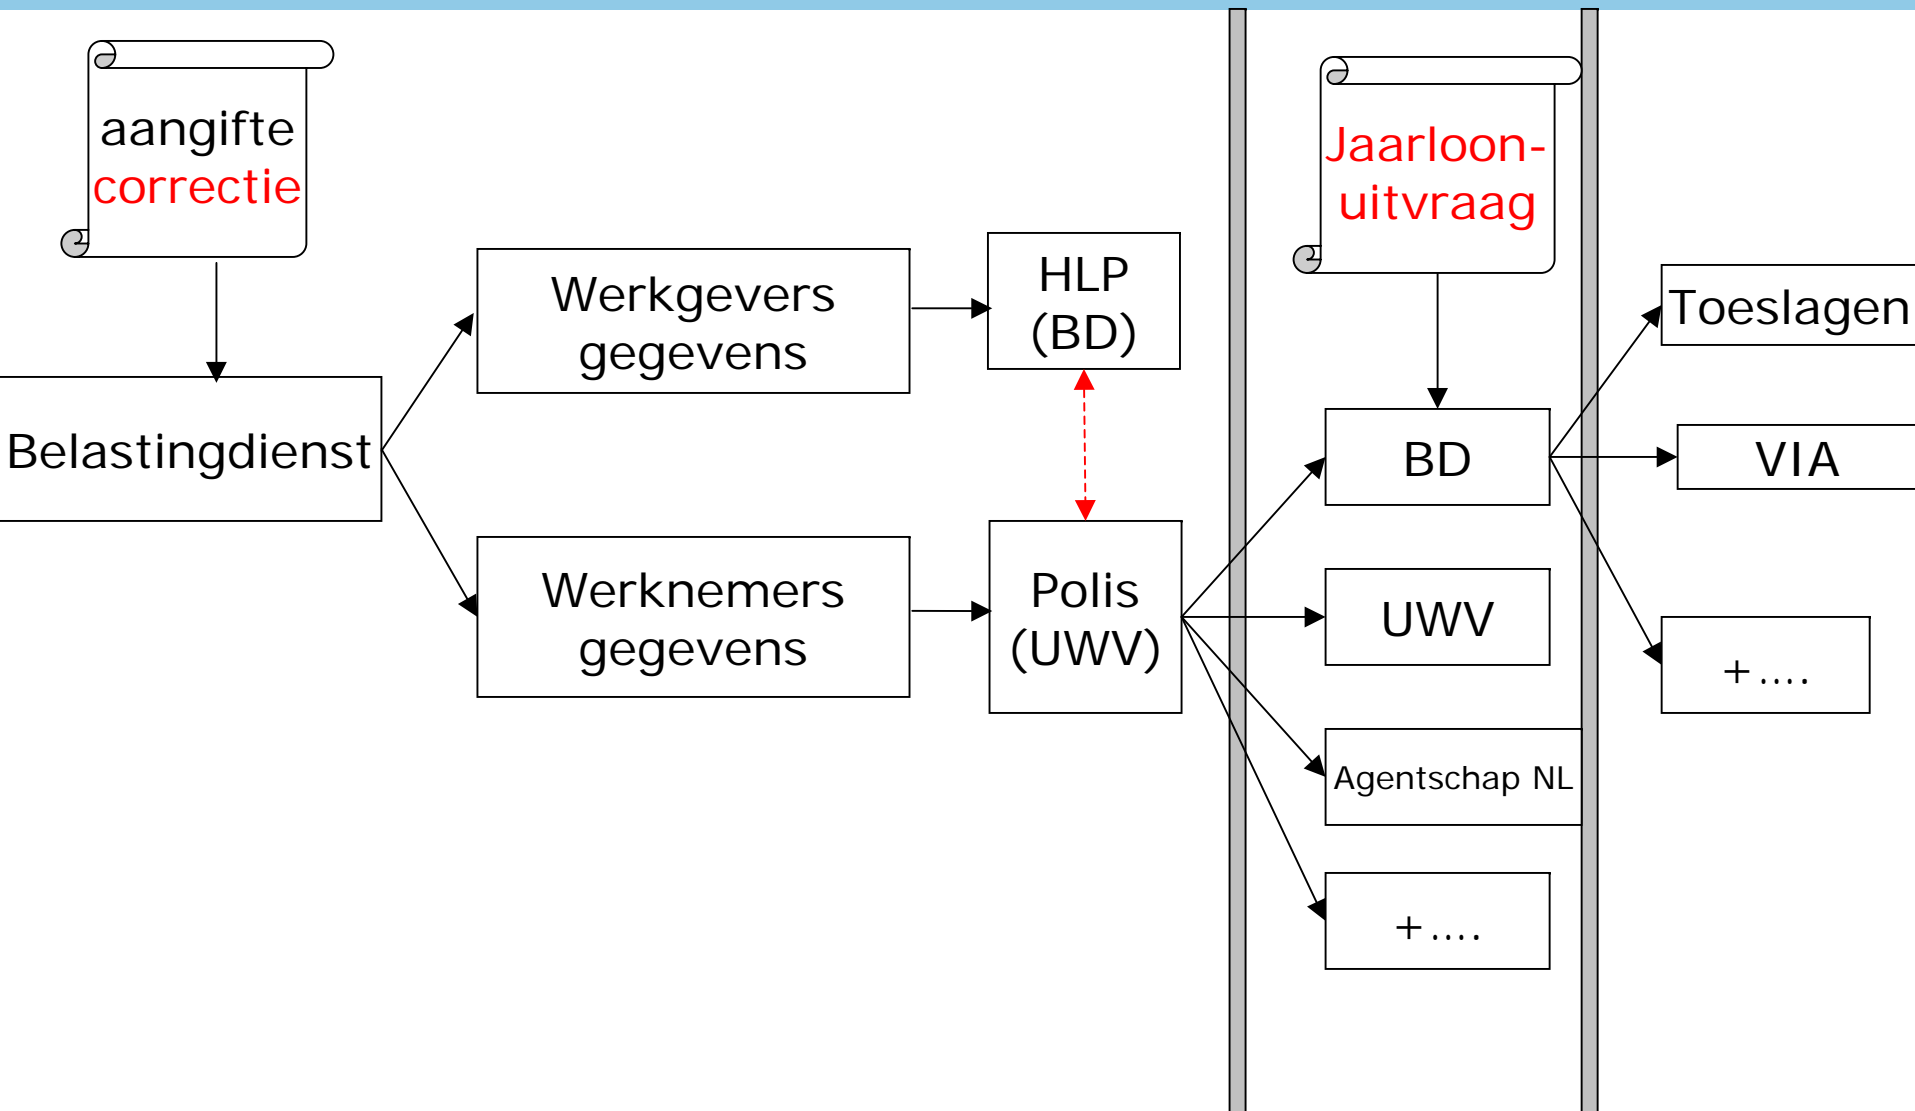 aangifte
correctie
Belastingdienst
Werkgevers
gegevens
Werknemers
gegevens
HLP
(BD)
Polis
(UWV)
Jaarloon-
uitvraag
BD
UWV
Agentschap NL
+....
Toeslagen
VIA
+....